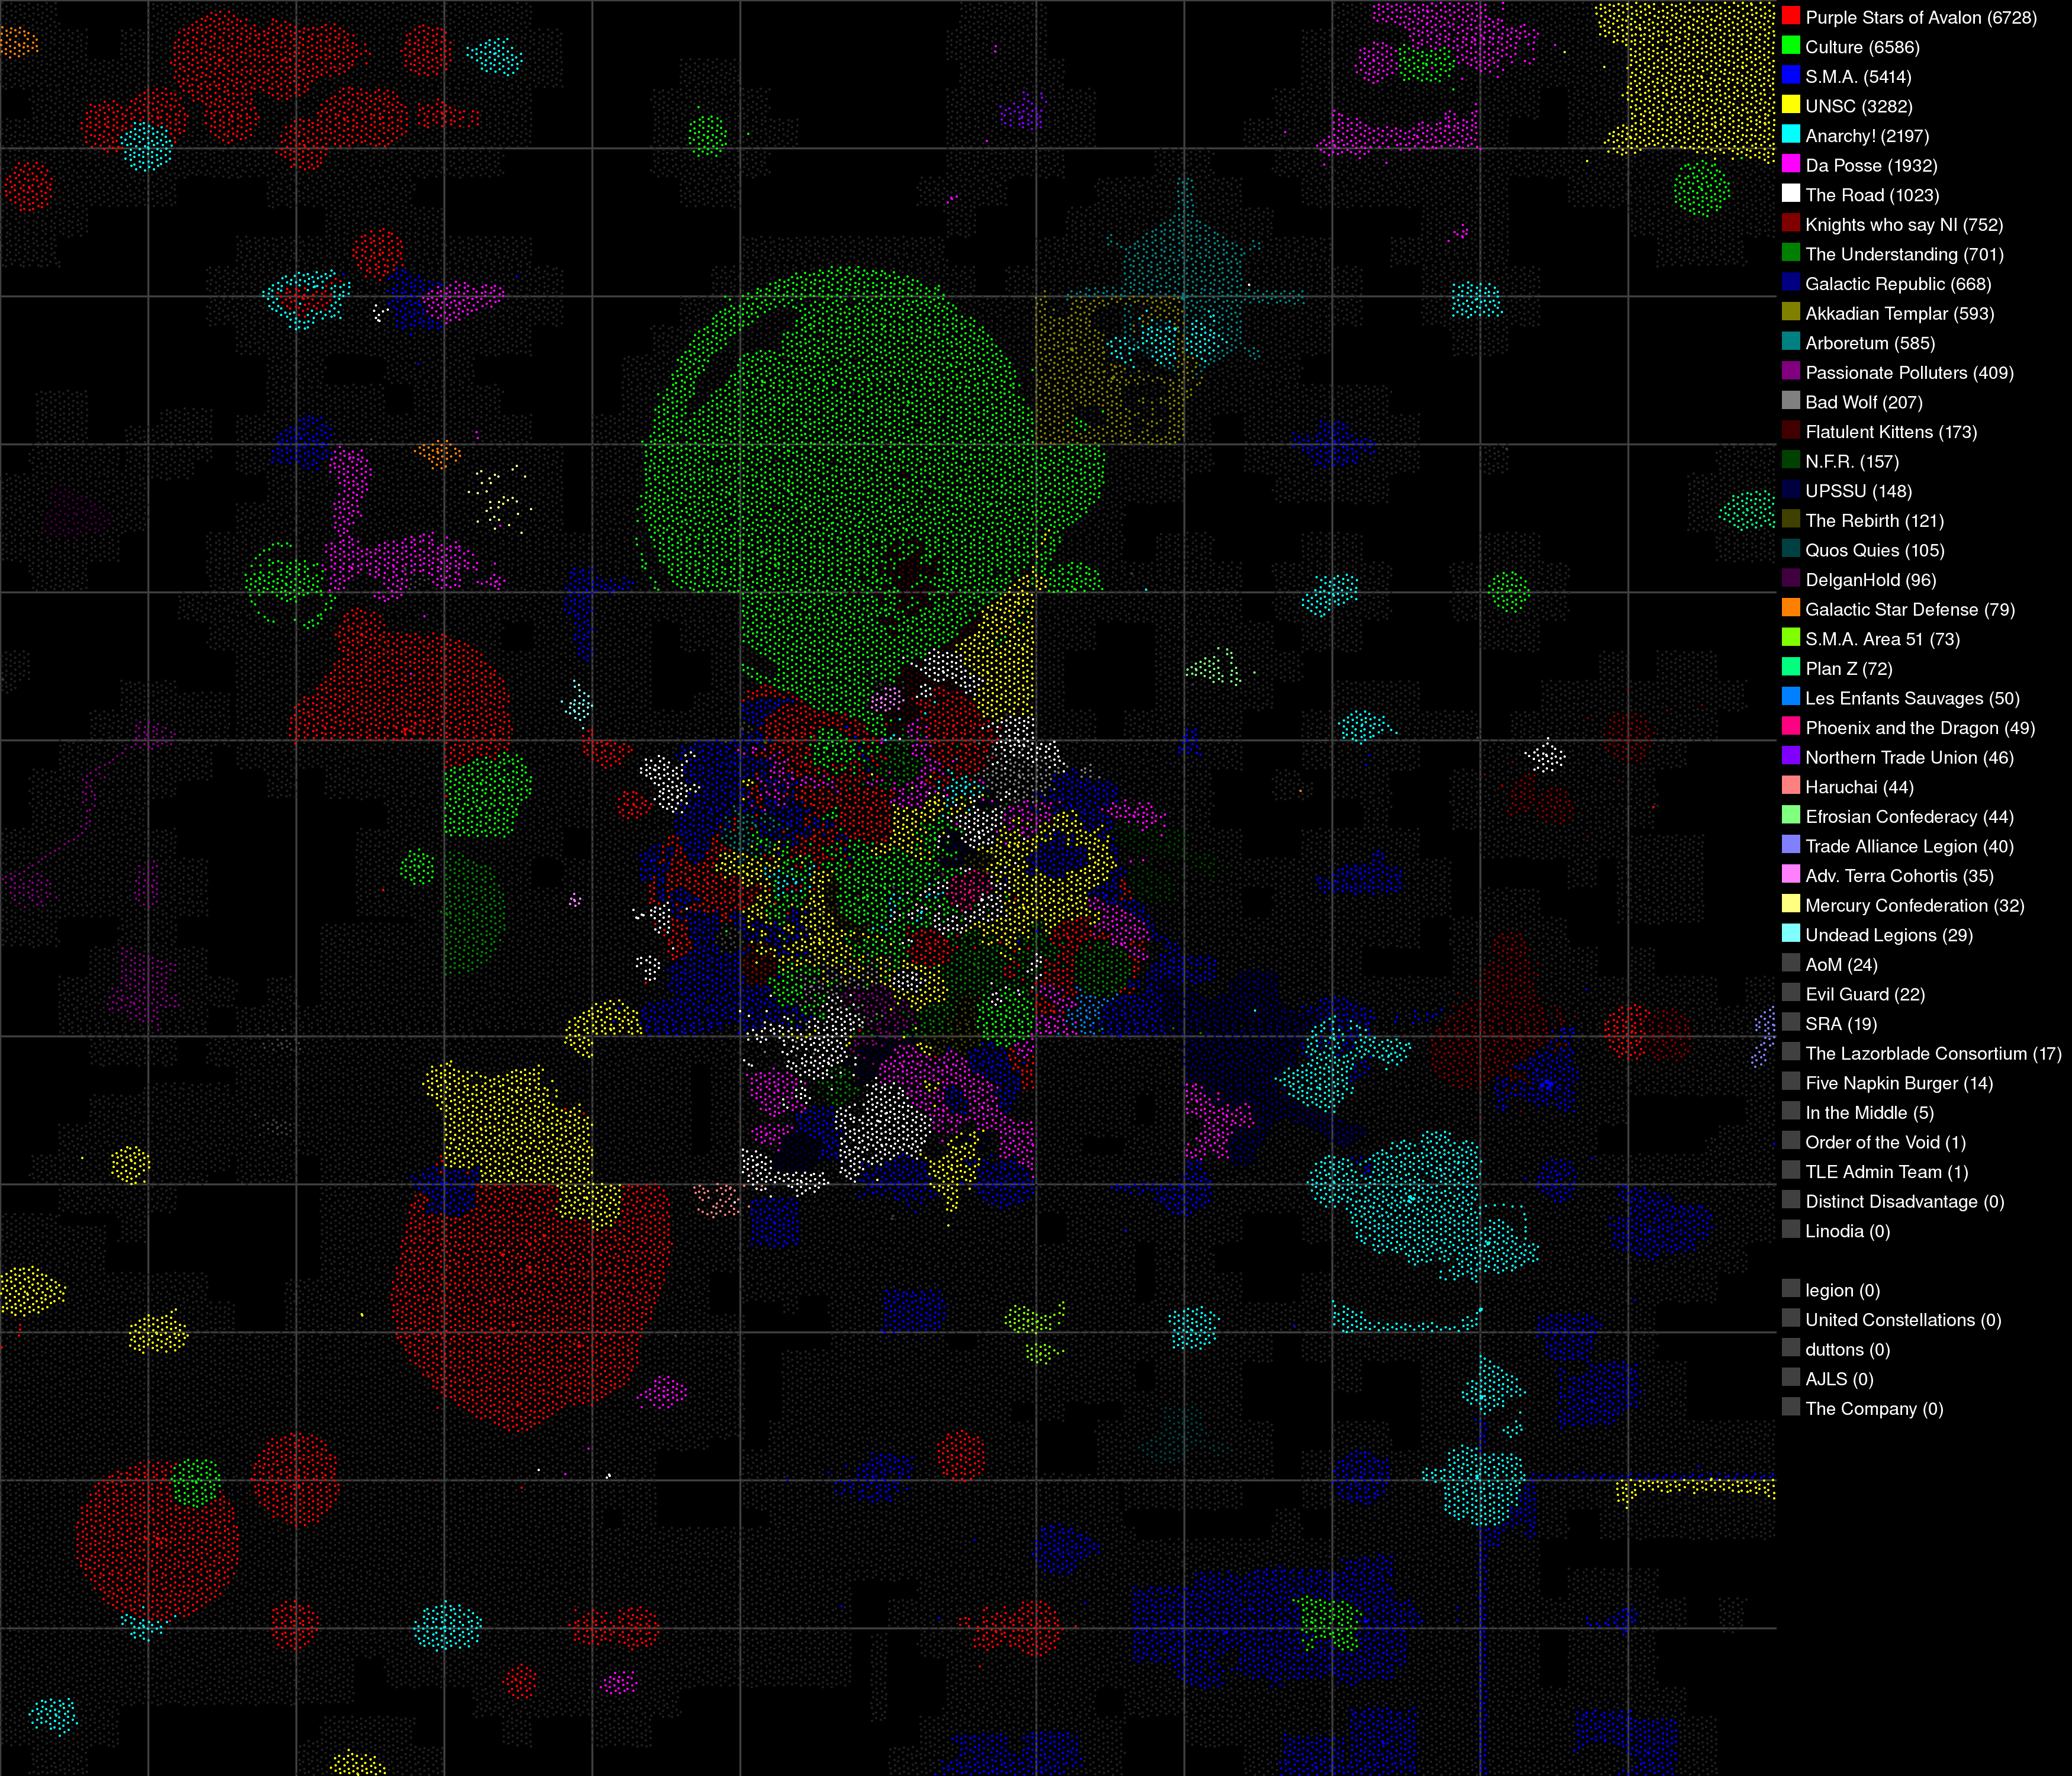 Purple Stars of Avalon (6728)
Culture (6586)
S.M.A. (5414)
UNSC (3282)
Anarchy! (2197)
Da Posse (1932)
The Road (1023)
Knights who say NI (752)
The Understanding (701)
Galactic Republic (668)
Akkadian Templar (593)
Arboretum (585)
Passionate Polluters (409)
Bad Wolf (207)
Flatulent Kittens (173)
N.F.R. (157)
UPSSU (148)
The Rebirth (121)
Quos Quies (105)
DelganHold (96)
Galactic Star Defense (79)
S.M.A. Area 51 (73)
Plan Z (72)
Les Enfants Sauvages (50)
Phoenix and the Dragon (49)
Northern Trade Union (46)
Haruchai (44)
Efrosian Confederacy (44)
Trade Alliance Legion (40)
Adv. Terra Cohortis (35)
Mercury Confederation (32)
Undead Legions (29)
AoM (24)
Evil Guard (22)
SRA (19)
The Lazorblade Consortium (17)
Five Napkin Burger (14)
In the Middle (5)
Order of the Void (1)
TLE Admin Team (1)
Distinct Disadvantage (0)
Linodia (0)
legion (0)
United Constellations (0)
duttons (0)
AJLS (0)
The Company (0)